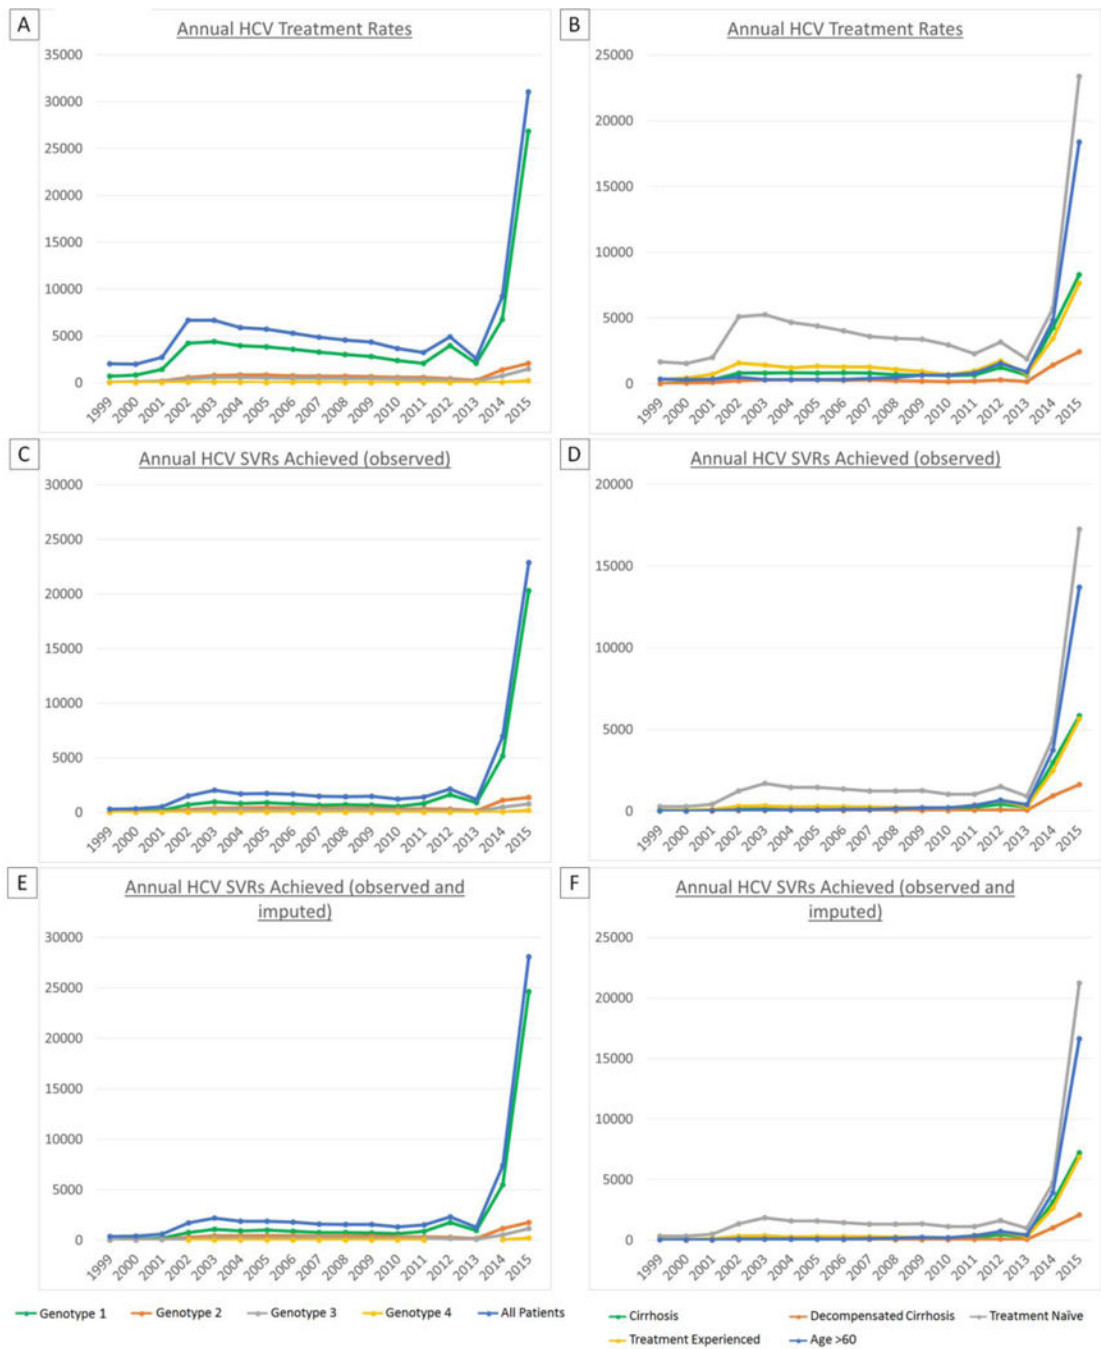 A
Annual HCV Treatment Rates
35000
30000
25000
20000
15000
10000
5000
0
1999 2000 2001 2002 2003 2004 2005 2006 2007 2008 2009 2010 2011 2012 2013 2014 2015
B
Annual HCV Treatment Rates
25000
20000
15000
10000
5000
0
1999 2000 2001 2002 2003 2004 2005 2006 2007 2008 2009 2010 2011 2012 2013 2014 2015
C
Annual HCV SVRs Achieved (observed)
30000
25000
20000
15000
10000
5000
0
1999 2000 2001 2002 2003 2004 2005 2006 2007 2008 2009 2010 2011 2012 2013 2014 2015
D
Annual HCV SVRs Achieved (observed)
20000
15000
10000
5000
0
1999 2000 2001 2002 2003 2004 2005 2006 2007 2008 2009 2010 2011 2012 2013 2014 2015
E
Annual HCV SVRs Achieved (observed and
imputed)
30000
25000
20000
15000
10000
5000
0
1999 2000 2001 2002 2003 2004 2005 2006 2007 2008 2009 2010 2011 2012 2013 2014 2015
F
Annual HCV SVRs Achieved (observed and
imputed)
25000
20000
15000
10000
5000
0
1999 2000 2001 2002 2003 2004 2005 2006 2007 2008 2009 2010 2011 2012 2013 2014 2015
Genotype 1 Genotype 2 Genotype 3 Genotype 4 All Patients
Cirrhosis Decompensated Cirrhosis Treatment Naïve
Treatment Experienced Age >60